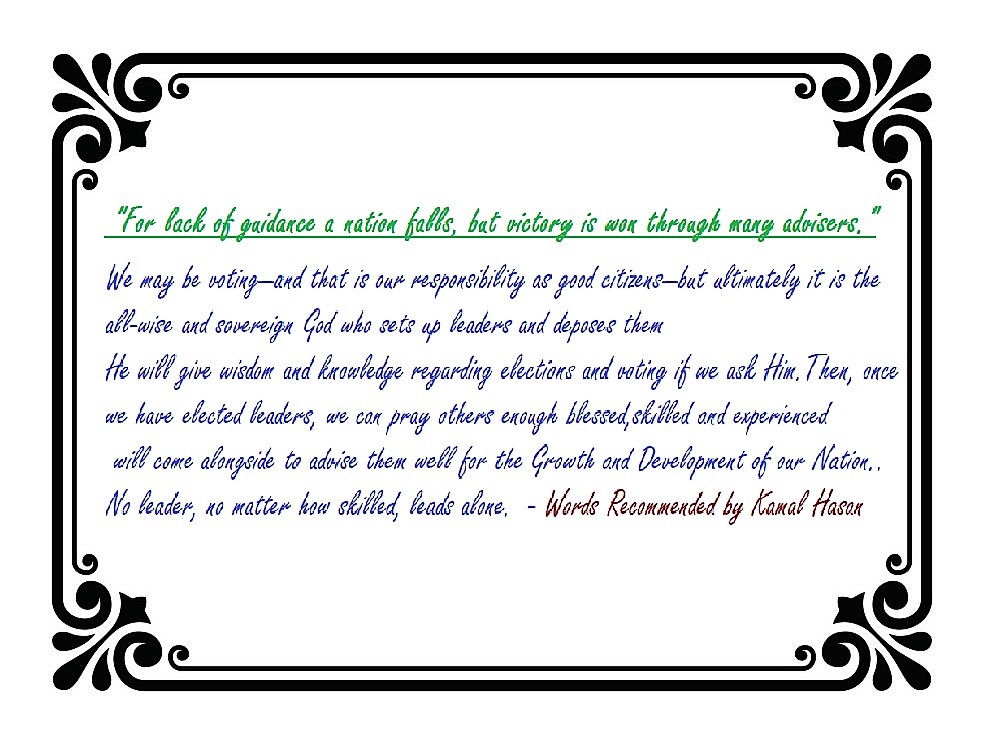 "For lack of guidance a nation falls, but victory is won through many advisers."
We may be voting—and that is our responsibility as good citizens—but ultimately it is the
all-wise and sovereign God who sets up leaders and deposes them
He will give wisdom and knowledge regarding elections and voting if we ask Him. Then, once
we have elected leaders, we can pray others enough blessed,skilled and experienced
will come alongside to advise them well for the Growth and Development of our Nation..
No leader, no matter how skilled, leads alone. - Words Recommended by Kamal Hasan